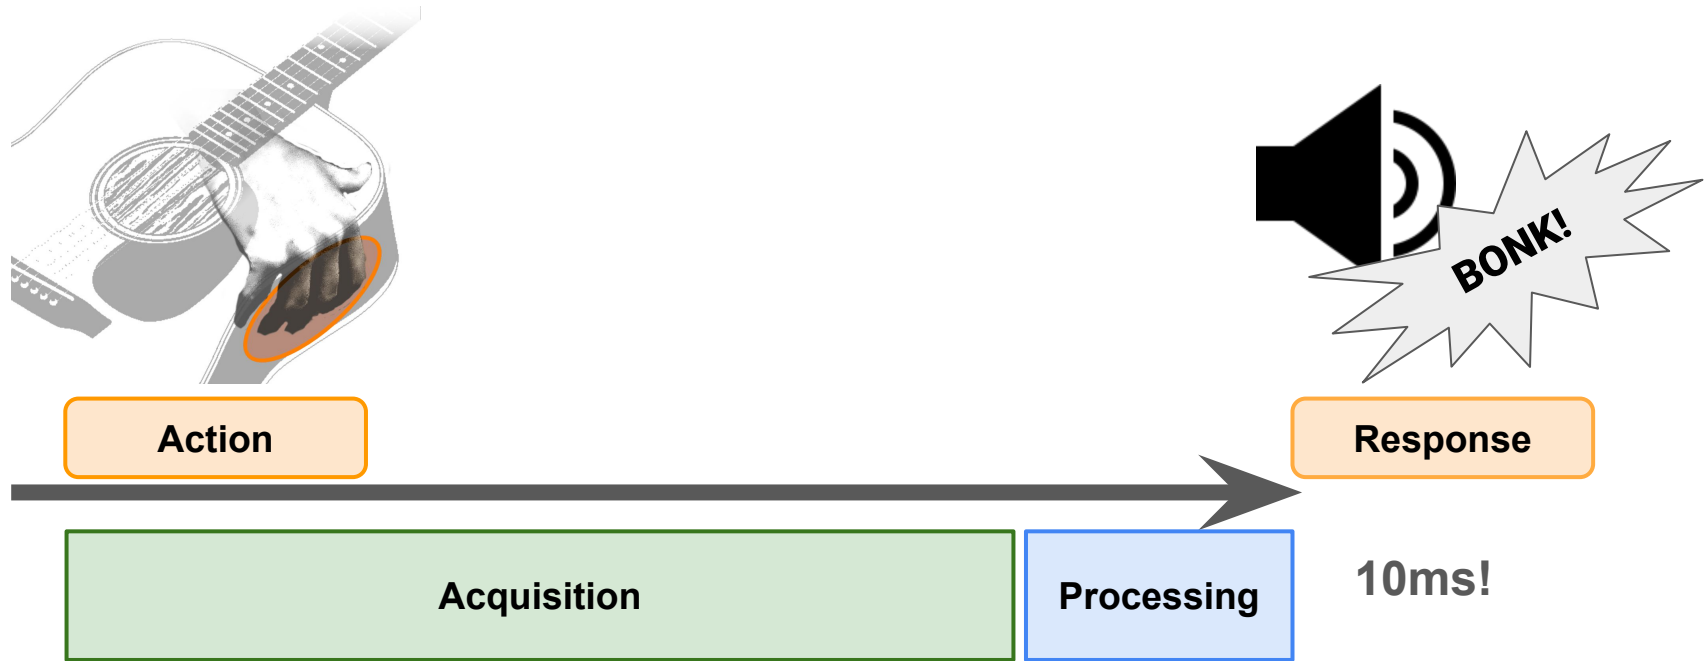 BONK!
Action
Response
Acquisition
Processing
10ms!